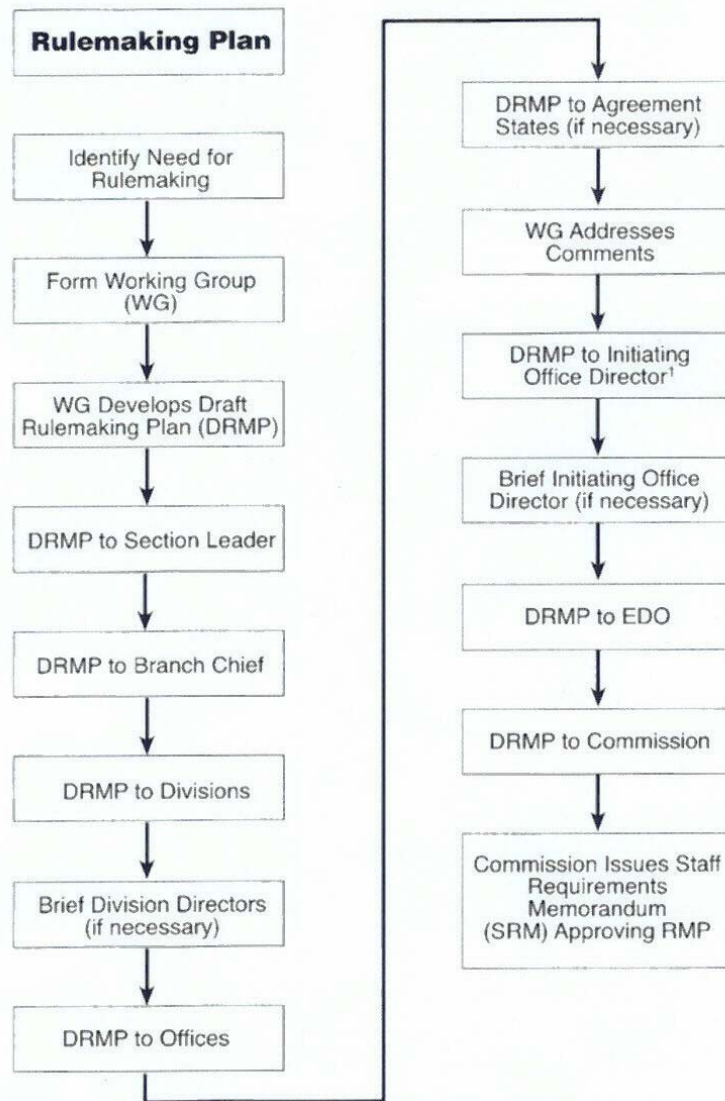 Rulemaking Plan
Identify Need for
Rulemaking
Form Working Group
(WG)
WG Develops Draft
Rulemaking Plan (DRMP)
DRMP to Section Leader
DRMP to Branch Chief
DRMP to Divisions
Brief Division Directors
(if necessary)
DRMP to Offices
DRMP to Agreement
States (if necessary)
WG Addresses
Comments
DRMP to Initiating
Office Director¹
Brief Initiating Office
Director (if necessary)
DRMP to EDO
DRMP to Commission
Commission Issues Staff
Requirements
Memorandum
(SRM) Approving RMP